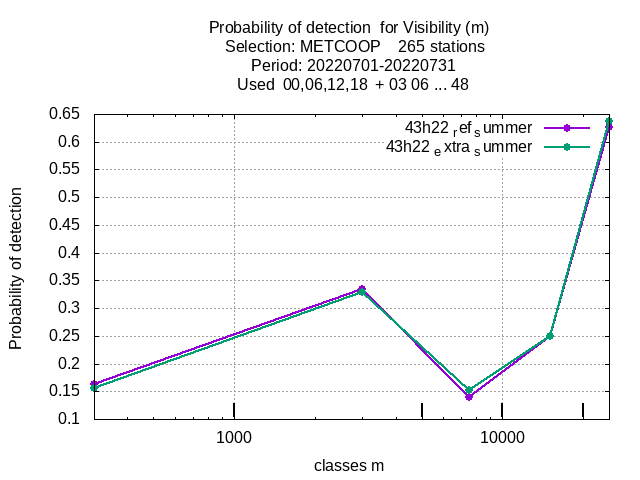 Probability of detection for Visibility (m)
Selection: METCOOP 265 stations
Period: 20220701-20220731
Used 00,06,12,18 + 03 06 ... 48
43h22 ref summer
43h22 extra summer
Probability of detection
0.65
0.6
0.55
0.5
0.45
0.4
0.35
0.3
0.25
0.2
0.15
0.1
1000 10000
classes m